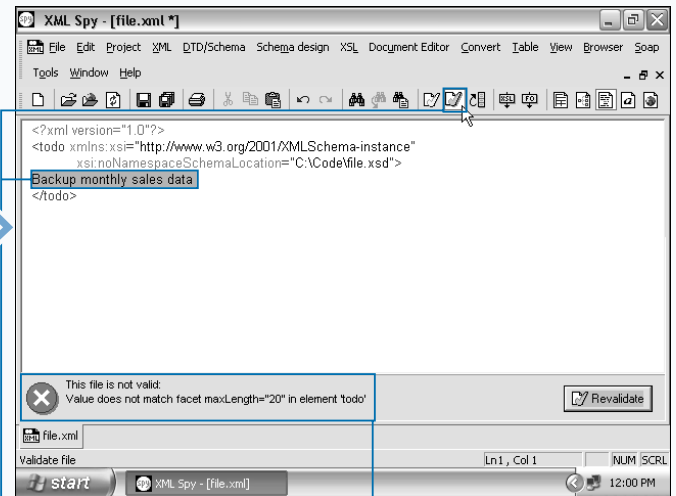 XML Spy - [file.xml *]
File Edit Project XML DTD/Schema Schema design XSL Document Editor Convert Table View Browser Soap
Tools Window Help
XSL FO
<?xml version="1.0"?>
<todo xmlns:xsi="http://www.w3.org/2001/XMLSchema-instance"
xsi:noNamespaceSchemaLocation="C:\Code\file.xsd">
Backup monthly sales data
</todo>
This file is not valid:
Value does not match facet maxLength="20" in element 'todo'
Revalidate
file.xml
Validate file Ln 1, Col 1 NUM SCRL
start XML Spy - [file.xml] 12:00 PM